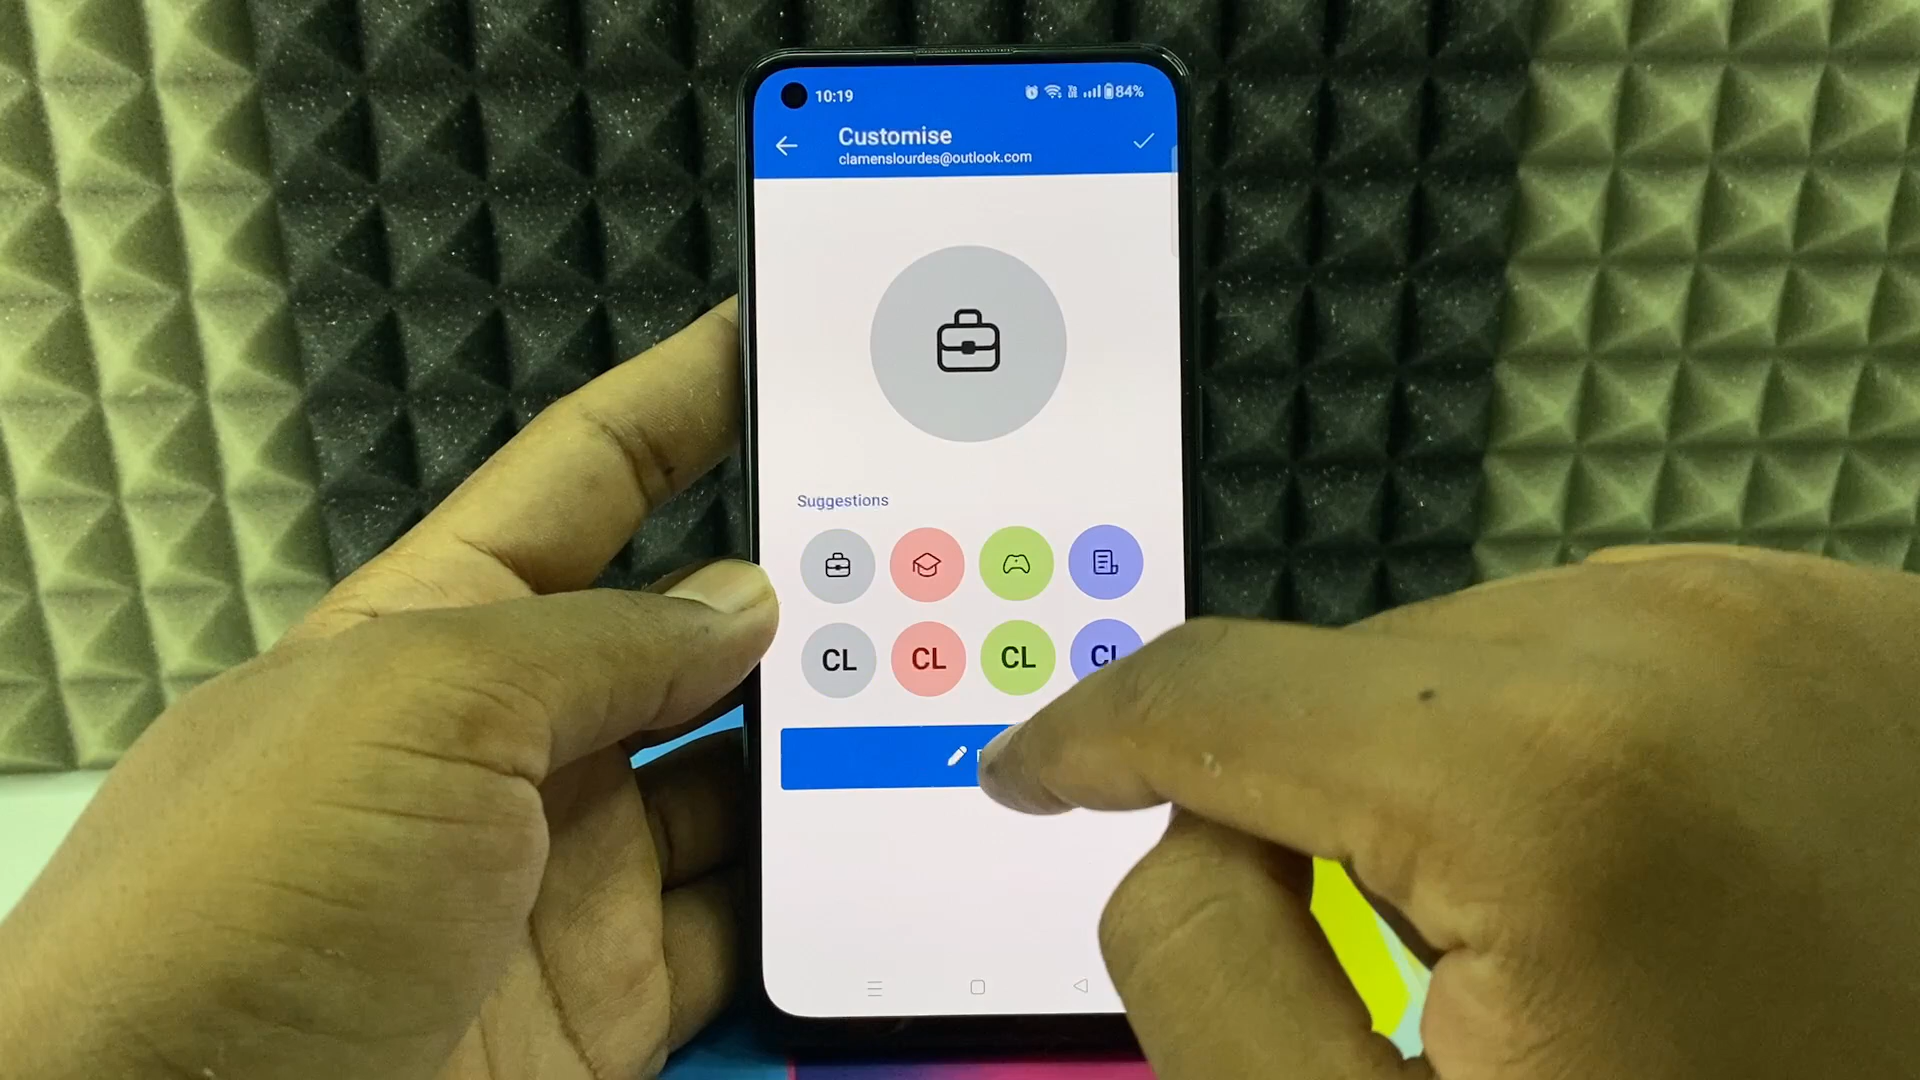 10:19
84%
Customise
clamenslourdes@outlook.com
Suggestions
CL CL CL